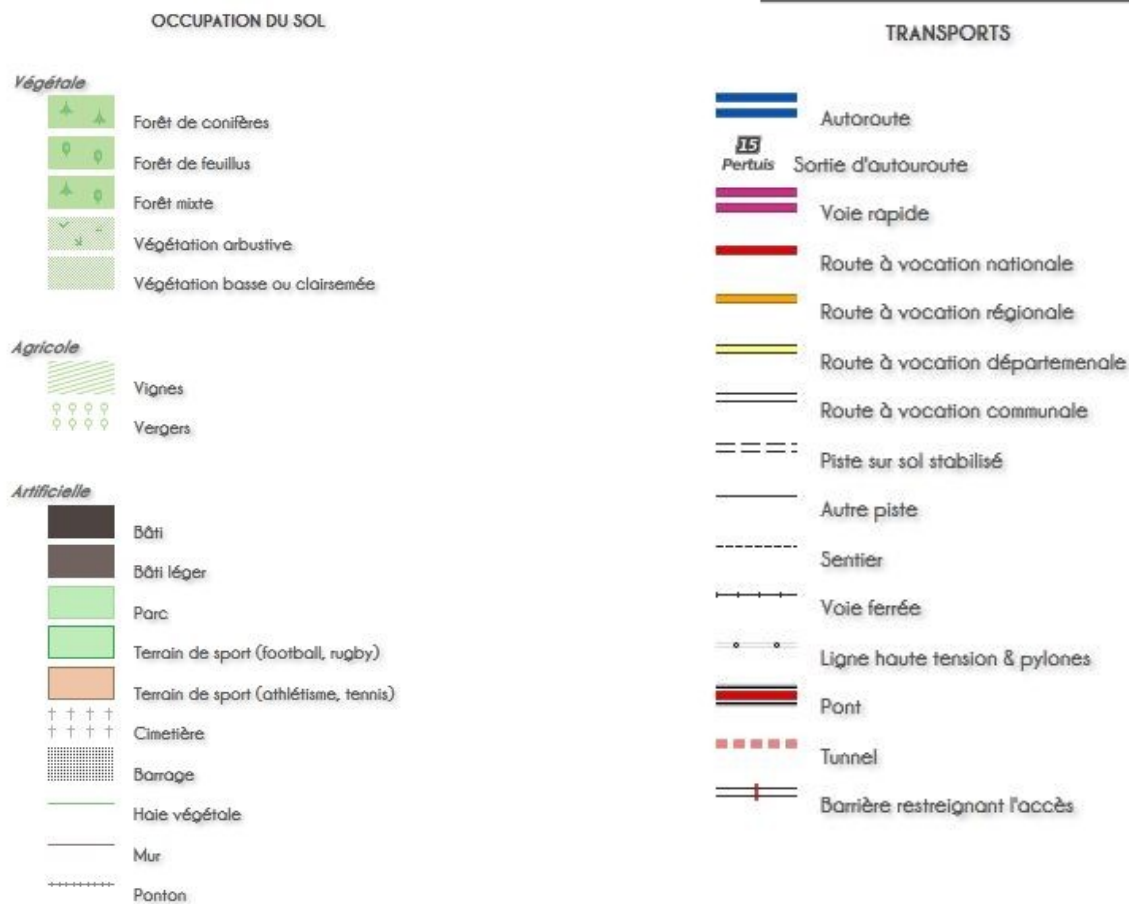 OCCUPATION DU SOL
Végétale
Forêt de conifères
Forêt de feuillus
Forêt mixte
Végétation arbustive
Végétation basse ou clairsemée
Agricole
Vignes
Vergers
Artificielle
Bâti
Bâti léger
Parc
Terrain de sport (football, rugby)
Terrain de sport (athlétisme, tennis)
Cimetière
Barrage
Haie végétale
Mur
Ponton
TRANSPORTS
Autoroute
15
Pertuis Sortie d'autouroute
Voie rapide
Route à vocation nationale
Route à vocation régionale
Route à vocation départemenale
Route à vocation communale
Piste sur sol stabilisé
Autre piste
Sentier
Voie ferrée
Ligne haute tension & pylones
Pont
Tunnel
Barrière restreignant l'accès